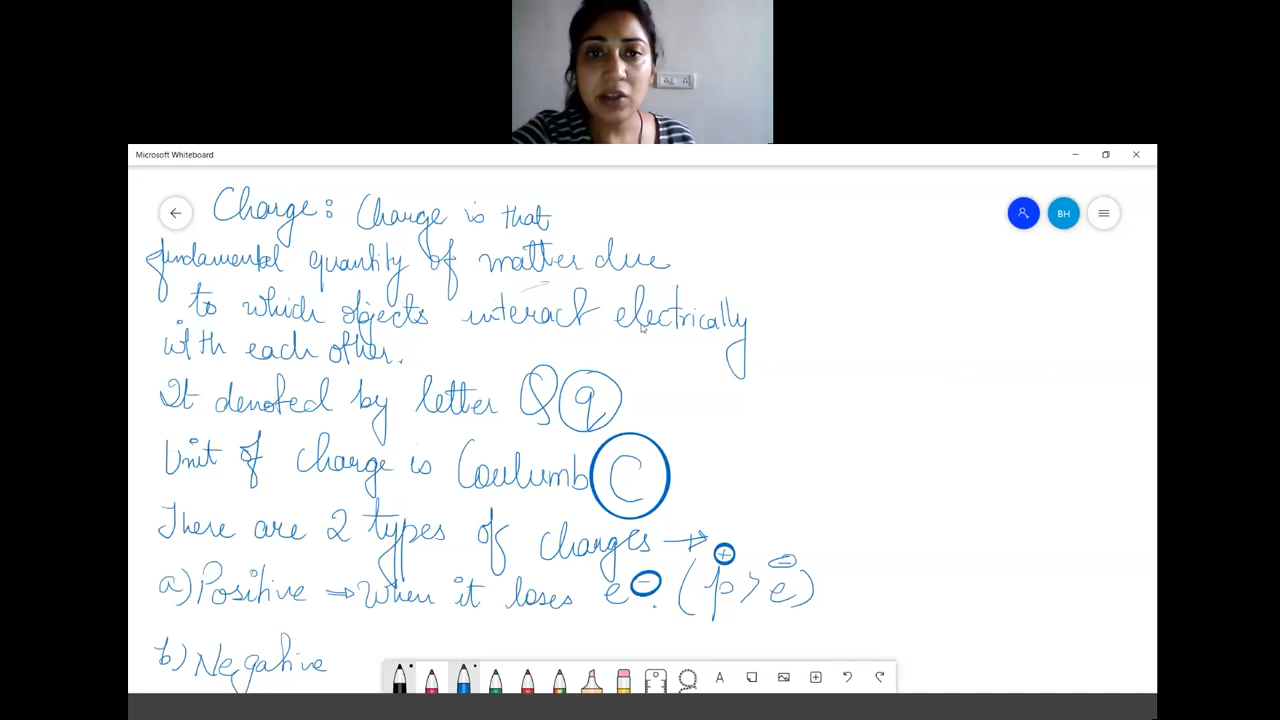 Microsoft Whiteboard
Charge: Charge is that
BH
fundamental quantity of matter due
to which objects interact electrically
with each other.
It denoted by letter Q q
Unit of charge is Coulumb C
There are 2 types of charges →
a) Positive → When it loses e⊖. (p⊕ > e⊖)
b) Negative
A